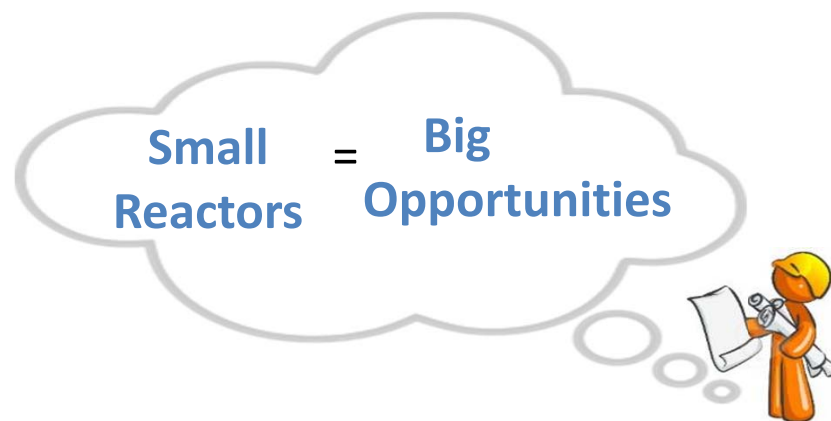 Small
Reactors
=
Big
Opportunities